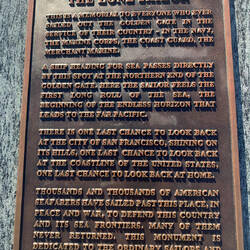 THE LONE SAILOR
THIS IS A MEMORIAL TO EVERYONE WHO EVER
SAILED OUT THE GOLDEN GATE IN THE
SERVICE OF THEIR COUNTRY - IN THE NAVY,
THE MARINE CORPS, THE COAST GUARD, THE
MERCHANT MARINE.
A SHIP HEADING FOR SEA PASSES DIRECTLY
BY THIS SPOT AT THE NORTHERN END OF THE
GOLDEN GATE. HERE THE SAILOR FEELS THE
FIRST LONG ROLL OF THE SEA, THE
BEGINNING OF THE ENDLESS HORIZON THAT
LEADS TO THE FAR PACIFIC.
THERE IS ONE LAST CHANCE TO LOOK BACK
AT THE CITY OF SAN FRANCISCO, SHINING ON
ITS HILLS, ONE LAST CHANCE TO LOOK BACK
AT THE COASTLINE OF THE UNITED STATES,
ONE LAST CHANCE TO LOOK BACK AT HOME.
THOUSANDS AND THOUSANDS OF AMERICAN
SEAFARERS HAVE SAILED PAST THIS PLACE, IN
PEACE AND WAR, TO DEFEND THIS COUNTRY
AND ITS SEA FRONTIERS. MANY OF THEM
NEVER RETURNED. THIS MONUMENT IS
DEDICATED TO THE ORDINARY SAILORS AND